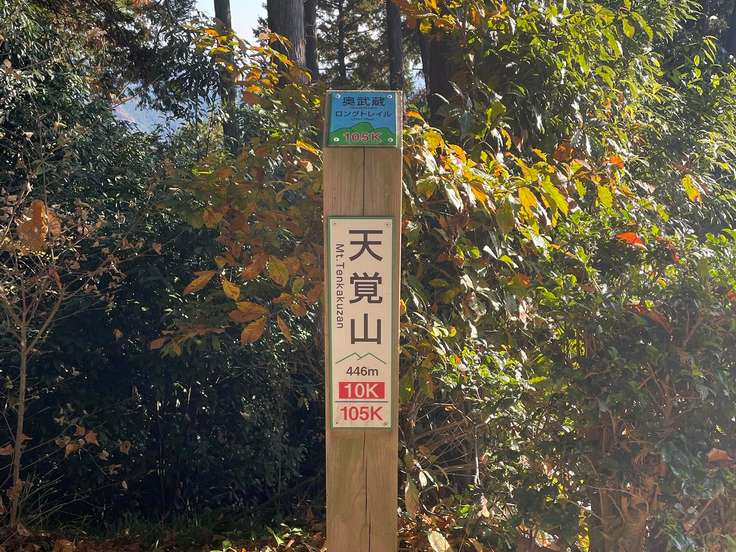 奥武蔵
ロングトレイル
105K
天覚山
Mt.Tenkakuzan
446m
10K
105K